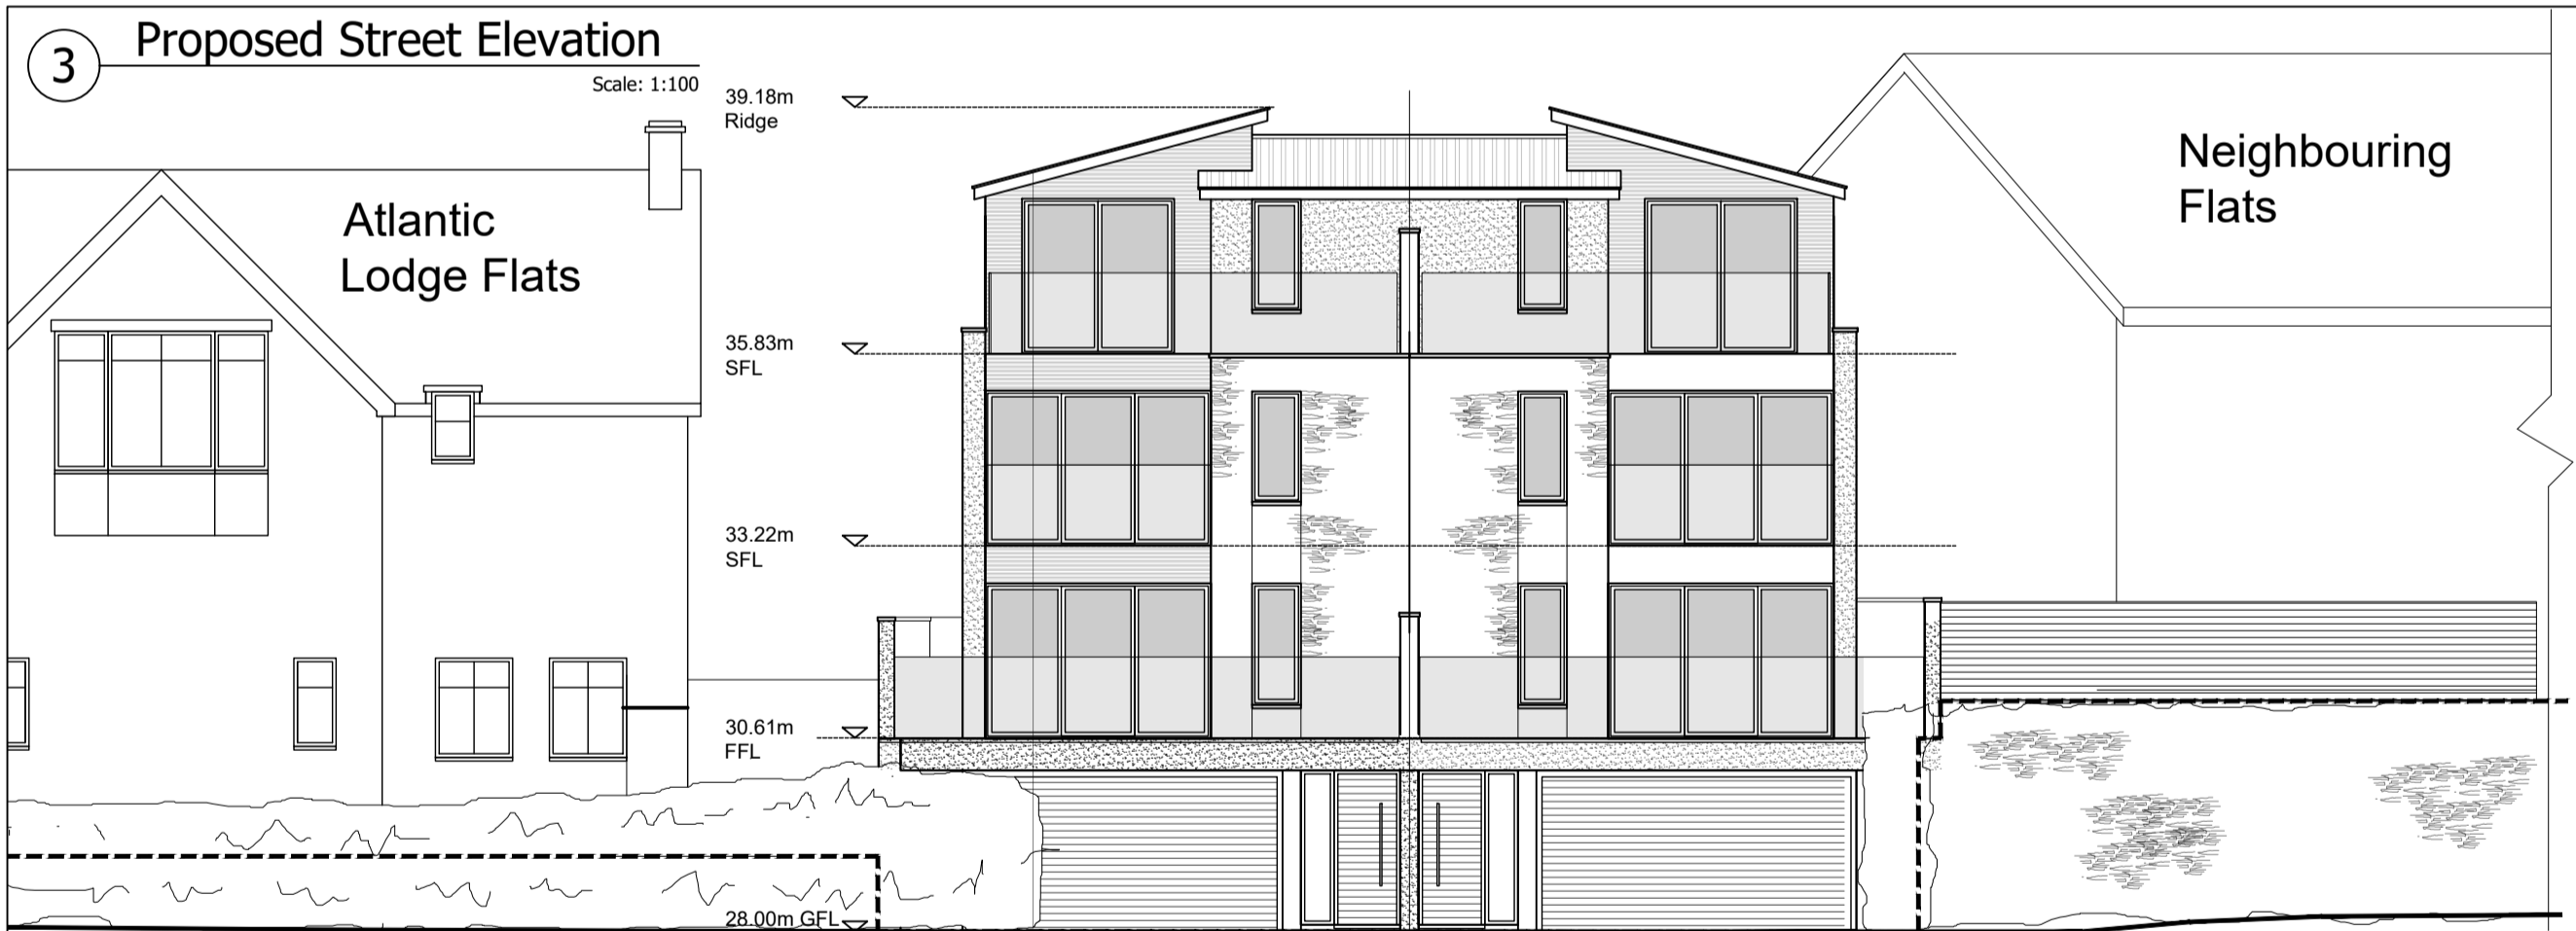 3
Proposed Street Elevation
Scale: 1:100
39.18m
Ridge
Atlantic
Lodge Flats
Neighbouring
Flats
35.83m
SFL
33.22m
SFL
30.61m
FFL
28.00m GFL